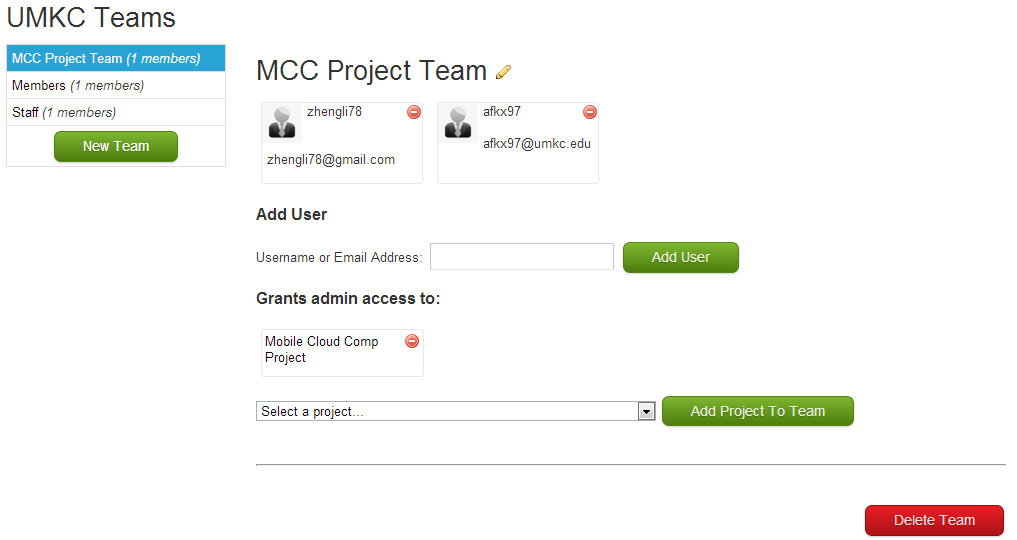 UMKC Teams
MCC Project Team (1 members)
Members (1 members)
Staff (1 members)
New Team
MCC Project Team
zhengli78
zhengli78@gmail.com
afkx97
afkx97@umkc.edu
Add User
Username or Email Address:
Add User
Grants admin access to:
Mobile Cloud Comp
Project
Select a project...
Add Project To Team
Delete Team